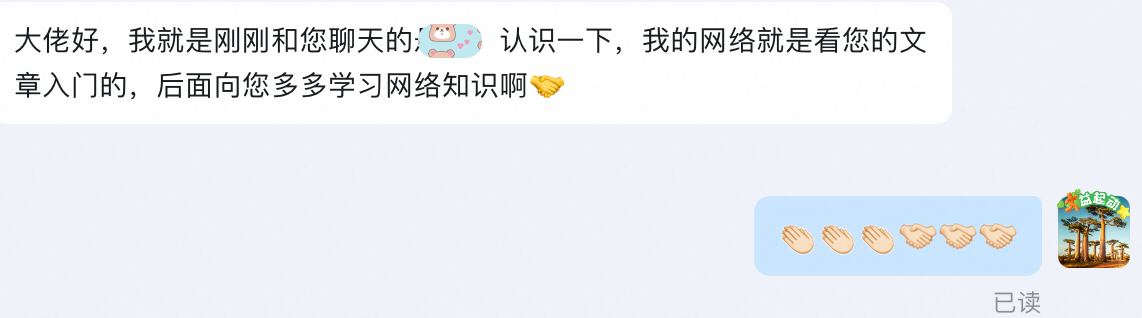 大佬好，我就是刚刚和您聊天的 认识一下，我的网络就是看您的文
章入门的，后面向您多多学习网络知识啊🤝
👏🏻👏🏻👏🏻🤝🏻🤝🏻🤝🏻
益起动
已读